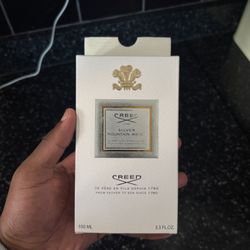 CREED
SILVER
MOUNTAIN WATER
CREED
DE PÈRE EN FILS DEPUIS 1760
FROM FATHER TO SON SINCE 1760
100 ML
3.3 FL.OZ